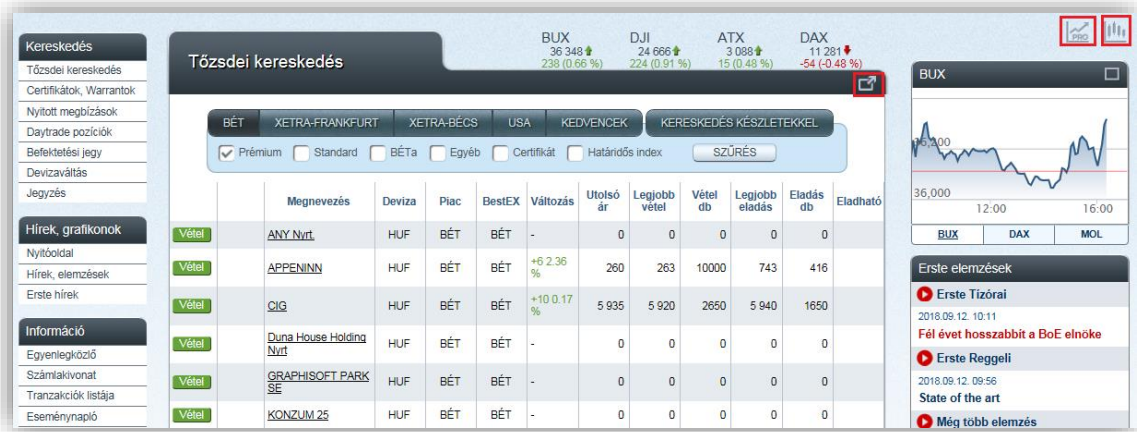 PRO
Kereskedés
Tőzsdei kereskedés
Certifikátok, Warrantok
Nyitott megbízások
Daytrade pozíciók
Befektetési jegy
Devizaváltás
Jegyzés
Hírek, grafikonok
Nyitóoldal
Hírek, elemzések
Erste hírek
Információ
Egyenlegközlő
Számlakivonat
Tranzakciók listája
Eseménynapló
Tőzsdei kereskedés
BUX DJI ATX DAX
36 348 24 666 3 088 11 281
238 (0.66 %) 224 (0.91 %) 15 (0.48 %) -54 (-0.48 %)
BÉT XETRA-FRANKFURT XETRA-BÉCS USA KEDVENCEK KERESKEDÉS KÉSZLETEKKEL
Prémium Standard BÉTa Egyéb Certifikát Határidős index SZŰRÉS
Megnevezés Deviza Piac BestEX Változás Utolsó ár Legjobb vétel Vétel db Legjobb eladás Eladás db Eladható
Vétel ANY Nyrt. HUF BÉT BÉT - 0 0 0 0 0
Vétel APPENINN HUF BÉT BÉT +6 2.36 % 260 263 10000 743 416
Vétel CIG HUF BÉT BÉT +10 0.17 % 5 935 5 920 2650 5 940 1650
Vétel Duna House Holding Nyrt HUF BÉT BÉT - 0 0 0 0 0
Vétel GRAPHISOFT PARK SE HUF BÉT BÉT - 0 0 0 0 0
Vétel KONZUM 25 HUF BÉT BÉT - 0 0 0 0 0
BUX
36,000
12:00 16:00
BUX DAX MOL
Erste elemzések
Erste Tízórai
2018.09.12. 10:11
Fél évet hosszabbit a BoE elnöke
Erste Reggeli
2018.09.12. 09:56
State of the art
Még több elemzés